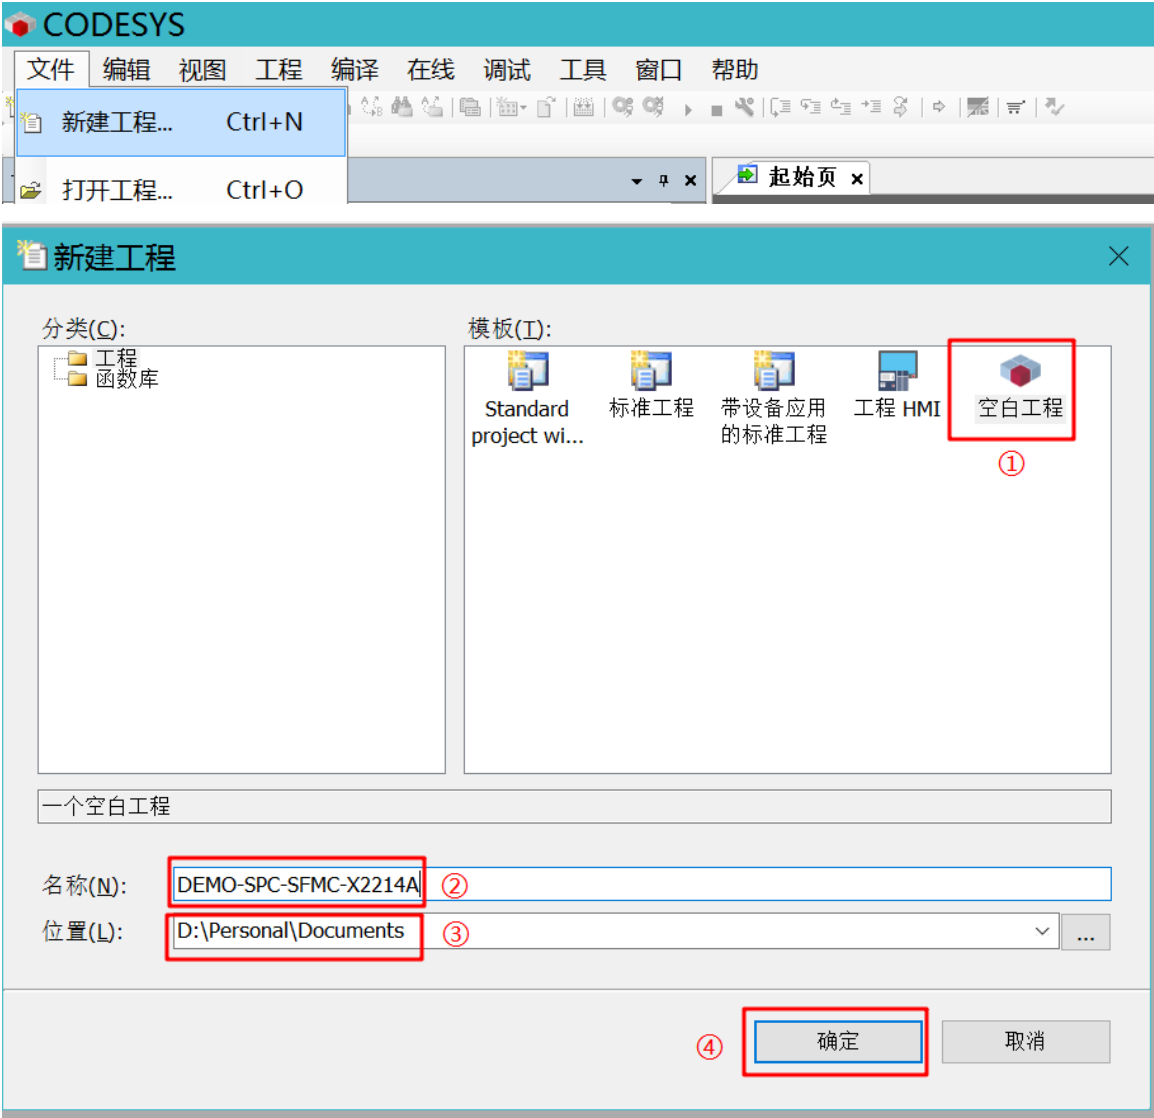 CODESYS
文件 编辑 视图 工程 编译 在线 调试 工具 窗口 帮助
新建工程... Ctrl+N
打开工程... Ctrl+O
起始页
新建工程
分类(C):
工程
函数库
模板(T):
Standard project wi...
标准工程
带设备应用的标准工程
工程 HMI
空白工程
①
一个空白工程
名称(N): DEMO-SPC-SFMC-X2214A ②
位置(L): D:\Personal\Documents ③ ...
④ 确定 取消